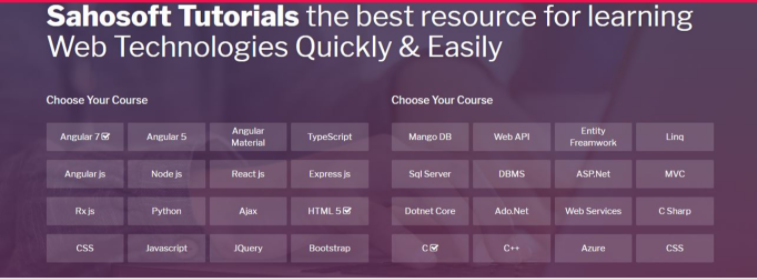 Sahosoft Tutorials the best resource for learning
Web Technologies Quickly & Easily
Choose Your Course
Angular 7
Angular 5
Angular
Material
TypeScript
Angular js
Node js
React js
Express js
Rx js
Python
Ajax
HTML 5
CSS
Javascript
JQuery
Bootstrap
Choose Your Course
Mango DB
Web API
Entity
Freamwork
Linq
Sql Server
DBMS
ASP.Net
MVC
Dotnet Core
Ado.Net
Web Services
C Sharp
C
C++
Azure
CSS